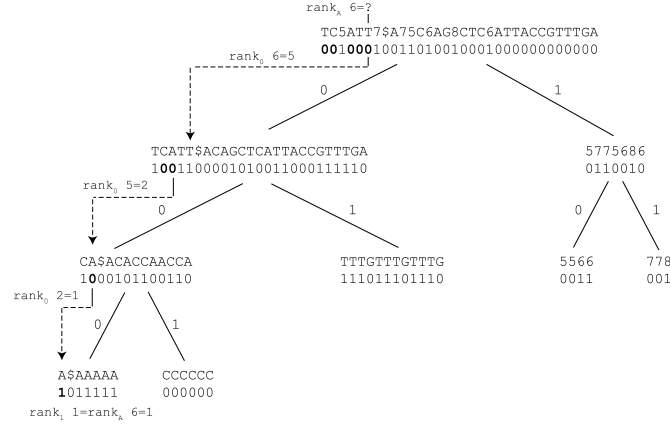 rank_A 6=?
TC5ATT7$A75C6AG8CTC6ATTACCGTTTGA
00100010011010010001000000000000
rank_0 6=5
0
1
TCATT$ACAGCTCATTACCGTTTGA
1001100001010011000111110
5775686
0110010
rank_0 5=2
0
1
0
1
CA$ACACCAACCA
1000101100110
TTTGTTTGTTTG
111011101110
5566
0011
778
001
rank_0 2=1
0
1
A$AAAAA
1011111
CCCCCC
000000
rank_1 1=rank_A 6=1